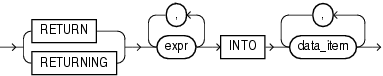 RETURN
RETURNING
,
expr
INTO
,
data_item